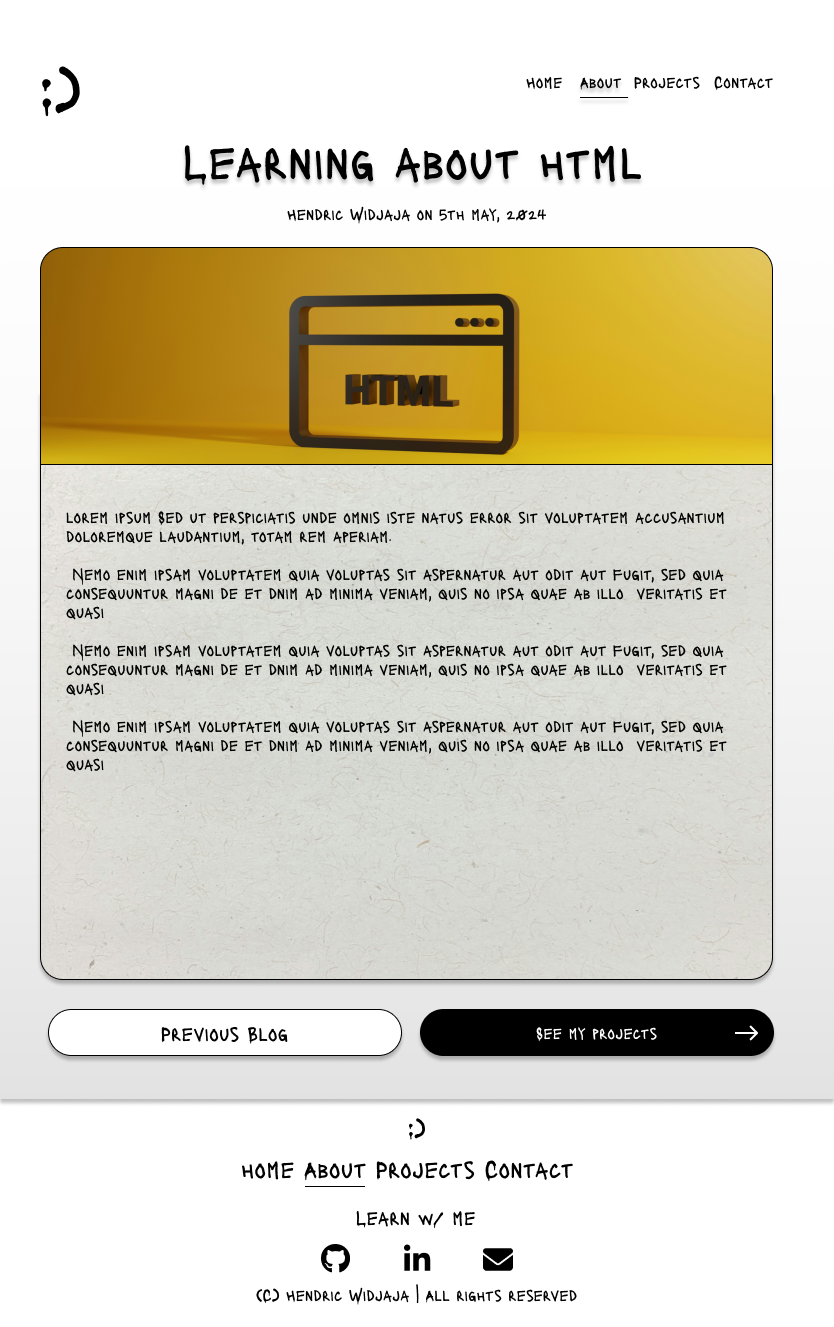 Home About Projects Contact
Learning about HTML
Hendric Widjaja on 5th May, 2024
HTML
Lorem ipsum Sed ut perspiciatis unde omnis iste natus error sit voluptatem accusantium
doloremque laudantium, totam rem aperiam.
Nemo enim ipsam voluptatem quia voluptas sit aspernatur aut odit aut fugit, sed quia
consequuntur magni de et dnim ad minima veniam, quis no ipsa quae ab illo veritatis et
quasi
Nemo enim ipsam voluptatem quia voluptas sit aspernatur aut odit aut fugit, sed quia
consequuntur magni de et dnim ad minima veniam, quis no ipsa quae ab illo veritatis et
quasi
Nemo enim ipsam voluptatem quia voluptas sit aspernatur aut odit aut fugit, sed quia
consequuntur magni de et dnim ad minima veniam, quis no ipsa quae ab illo veritatis et
quasi
Previous Blog
See my projects
Home About Projects Contact
Learn w/ me
in
(C) Hendric Widjaja | All rights reserved